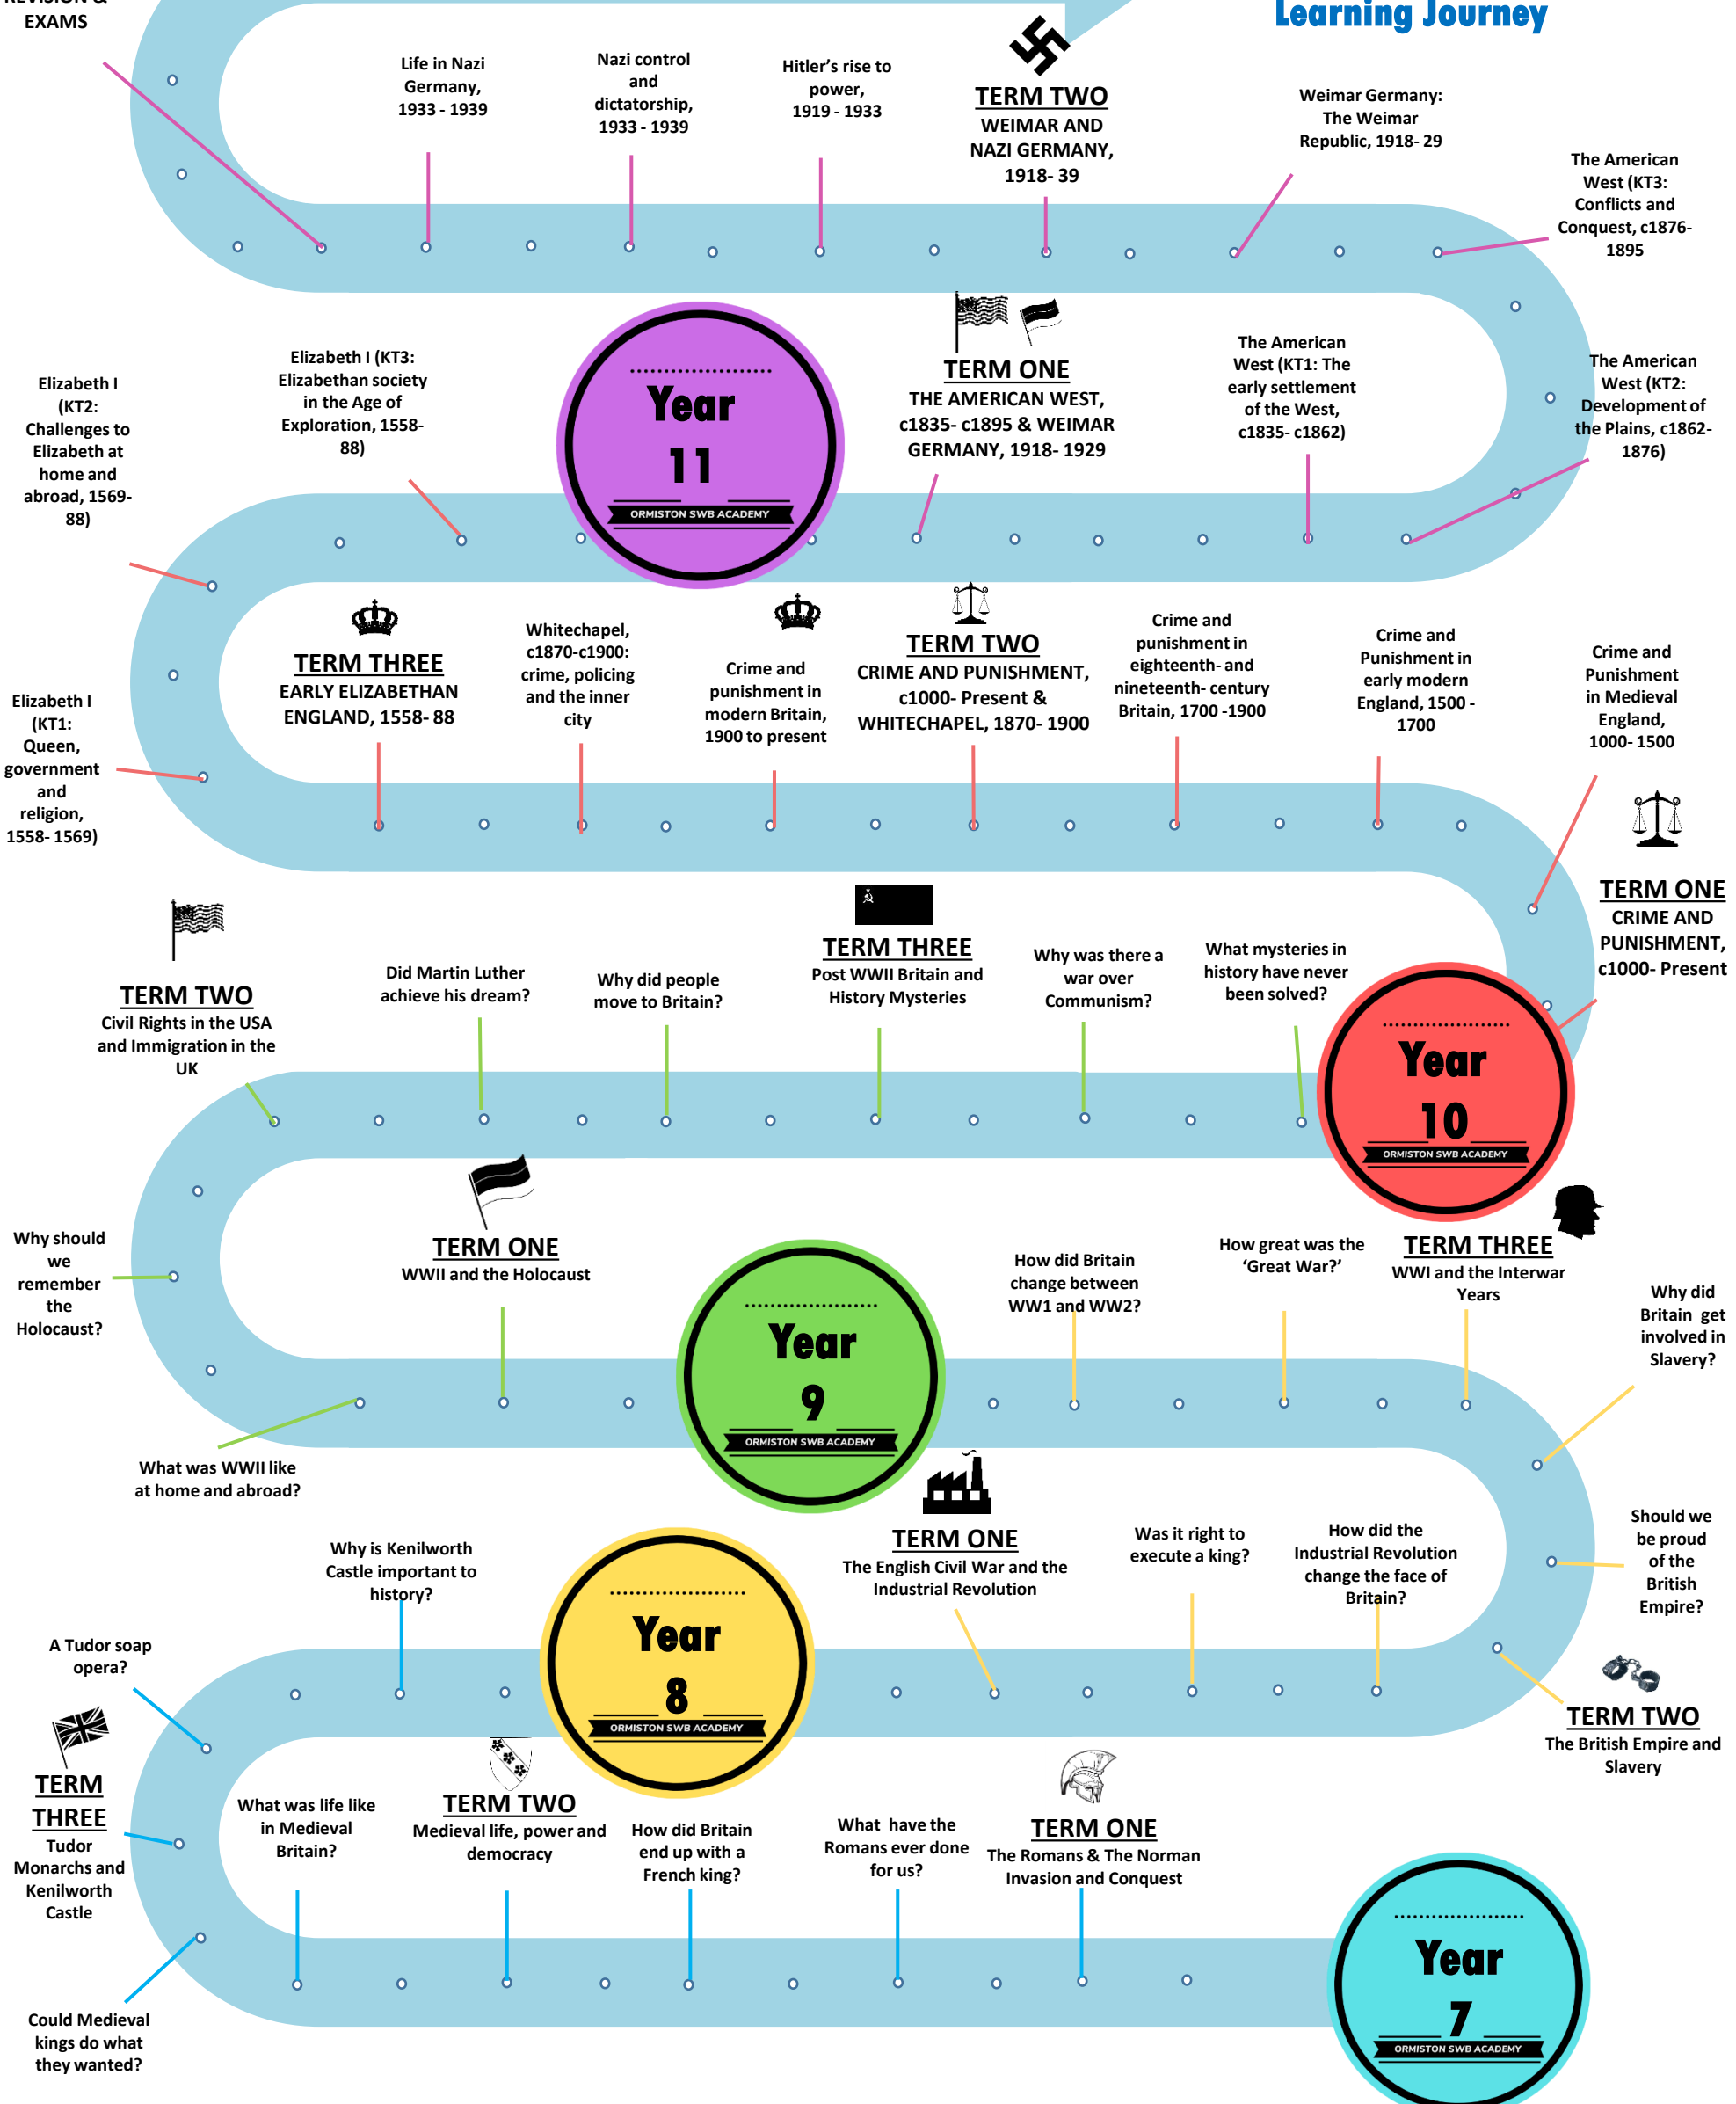 REVISION &
EXAMS
Learning Journey
Life in Nazi
Germany,
1933 - 1939
Nazi control
and
dictatorship,
1933 - 1939
Hitler's rise to
power,
1919 - 1933
TERM TWO
WEIMAR AND
NAZI GERMANY,
1918- 39
Weimar Germany:
The Weimar
Republic, 1918- 29
The American
West (KT3:
Conflicts and
Conquest, c1876-
1895
Elizabeth I
(KT2:
Challenges to
Elizabeth at
home and
abroad, 1569-
88)
Elizabeth I (KT3:
Elizabethan society
in the Age of
Exploration, 1558-
88)
Year
11
ORMISTON SWB ACADEMY
TERM ONE
THE AMERICAN WEST,
c1835- c1895 & WEIMAR
GERMANY, 1918- 1929
The American
West (KT1: The
early settlement
of the West,
c1835- c1862)
The American
West (KT2:
Development of
the Plains, c1862-
1876)
Elizabeth I
(KT1:
Queen,
government
and
religion,
1558- 1569)
TERM THREE
EARLY ELIZABETHAN
ENGLAND, 1558- 88
Whitechapel,
c1870-c1900:
crime, policing
and the inner
city
Crime and
punishment in
modern Britain,
1900 to present
TERM TWO
CRIME AND PUNISHMENT,
c1000- Present &
WHITECHAPEL, 1870- 1900
Crime and
punishment in
eighteenth- and
nineteenth- century
Britain, 1700 -1900
Crime and
Punishment in
early modern
England, 1500 -
1700
Crime and
Punishment
in Medieval
England,
1000- 1500
TERM ONE
CRIME AND
PUNISHMENT,
c1000- Present
TERM TWO
Civil Rights in the USA
and Immigration in the
UK
Did Martin Luther
achieve his dream?
Why did people
move to Britain?
TERM THREE
Post WWII Britain and
History Mysteries
Why was there a
war over
Communism?
What mysteries in
history have never
been solved?
Year
10
ORMISTON SWB ACADEMY
Why should
we
remember
the
Holocaust?
TERM ONE
WWII and the Holocaust
Year
9
ORMISTON SWB ACADEMY
How did Britain
change between
WW1 and WW2?
How great was the
‘Great War?’
TERM THREE
WWI and the Interwar
Years
Why did
Britain get
involved in
Slavery?
What was WWII like
at home and abroad?
Why is Kenilworth
Castle important to
history?
Year
8
ORMISTON SWB ACADEMY
TERM ONE
The English Civil War and the
Industrial Revolution
Was it right to
execute a king?
How did the
Industrial Revolution
change the face of
Britain?
Should we
be proud
of the
British
Empire?
A Tudor soap
opera?
TERM TWO
The British Empire and
Slavery
TERM
THREE
Tudor
Monarchs and
Kenilworth
Castle
What was life like
in Medieval
Britain?
TERM TWO
Medieval life, power and
democracy
How did Britain
end up with a
French king?
What have the
Romans ever done
for us?
TERM ONE
The Romans & The Norman
Invasion and Conquest
Year
7
ORMISTON SWB ACADEMY
Could Medieval
kings do what
they wanted?